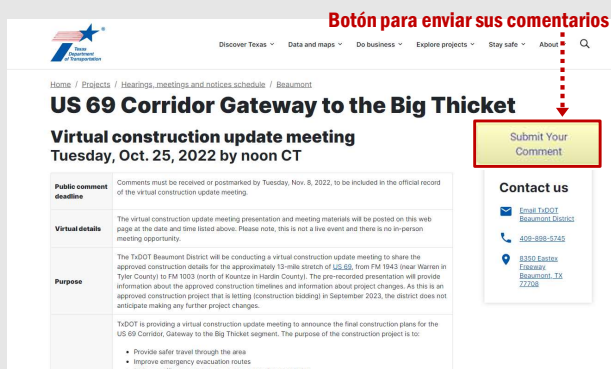 Botón para enviar sus comentarios
Texas
Department
of Transportation
Discover Texas Data and maps Do business Explore projects Stay safe About
Home / Projects / Hearings, meetings and notices schedule / Beaumont
US 69 Corridor Gateway to the Big Thicket
Virtual construction update meeting
Tuesday, Oct. 25, 2022 by noon CT
Submit Your
Comment
Public comment
deadline
Comments must be received or postmarked by Tuesday, Nov. 8, 2022, to be included in the official record
of the virtual construction update meeting.
Virtual details
The virtual construction update meeting presentation and meeting materials will be posted on this web
page at the date and time listed above. Please note, this is not a live event and there is no in-person
meeting opportunity.
Purpose
The TxDOT Beaumont District will be conducting a virtual construction update meeting to share the
approved construction details for the approximately 13-mile stretch of US 69, from FM 1943 (near Warren in
Tyler County) to FM 1003 (north of Kountze in Hardin County). The pre-recorded presentation will provide
information about the approved construction timelines and information about project changes. As this is an
approved construction project that is letting (construction bidding) in September 2023, the district does not
anticipate making any further project changes.
TxDOT is providing a virtual construction update meeting to announce the final construction plans for the
US 69 Corridor, Gateway to the Big Thicket segment. The purpose of the construction project is to:
• Provide safer travel through the area
• Improve emergency evacuation routes
Contact us
Email TxDOT
Beaumont District
409-898-5745
8350 Eastex
Freeway
Beaumont, TX
77708